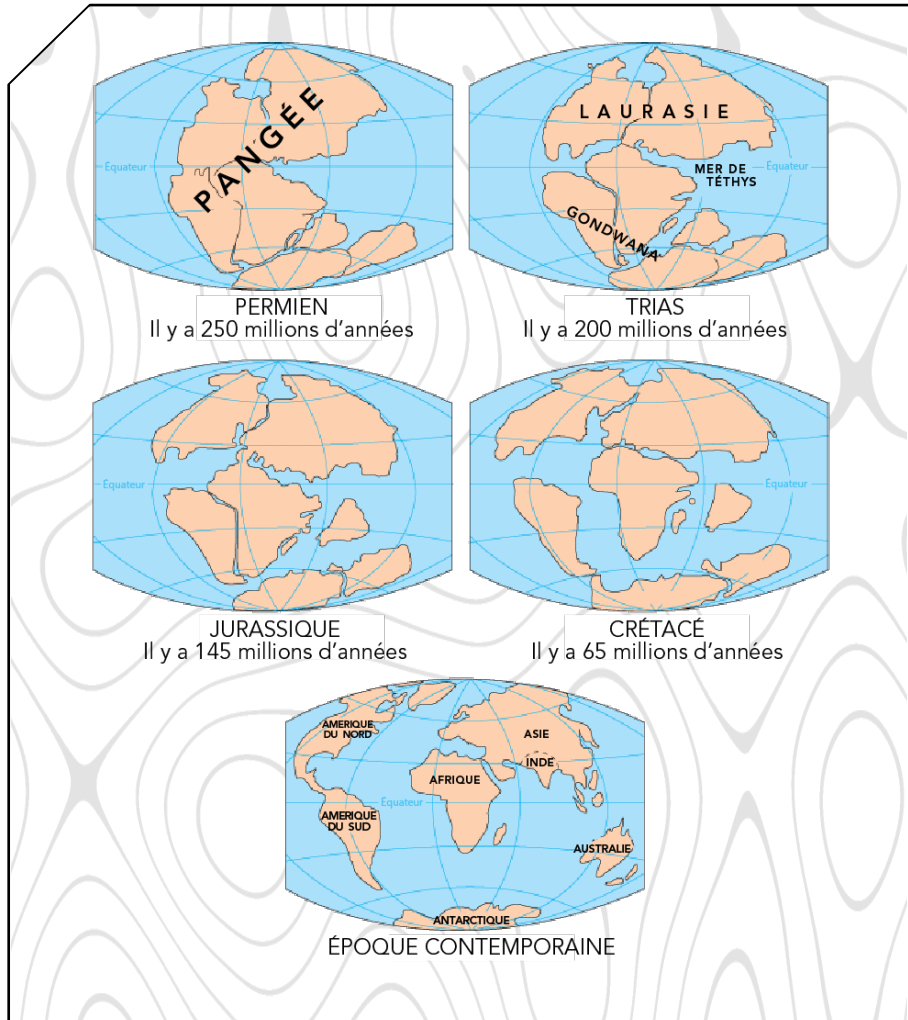 PANGÉE
Équateur
PERMIEN
Il y a 250 millions d'années
LAURASIE
Équateur
MER DE
TÉTHYS
GONDWANA
TRIAS
Il y a 200 millions d'années
Équateur
JURASSIQUE
Il y a 145 millions d'années
Équateur
CRÉTACÉ
Il y a 65 millions d'années
AMERIQUE
DU NORD
ASIE
INDE
AFRIQUE
Équateur
AMERIQUE
DU SUD
AUSTRALIE
ANTARCTIQUE
ÉPOQUE CONTEMPORAINE